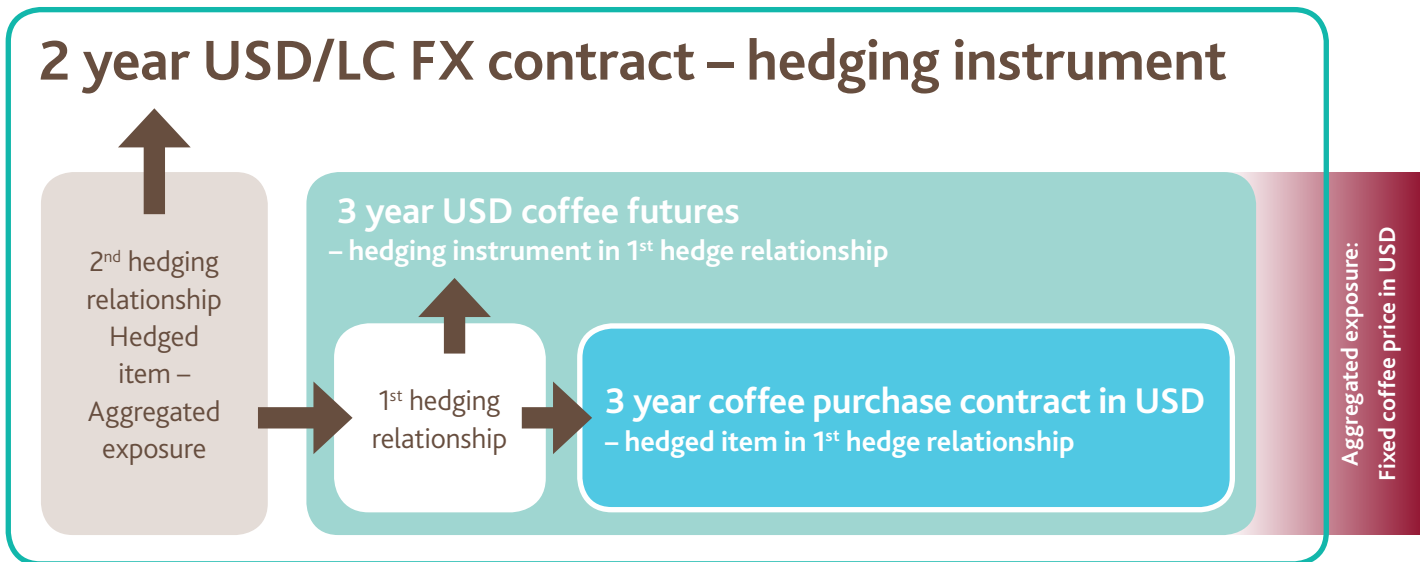 2 year USD/LC FX contract – hedging instrument
2nd hedging
relationship
Hedged
item –
Aggregated
exposure
3 year USD coffee futures
– hedging instrument in 1st hedge relationship
1st hedging
relationship
3 year coffee purchase contract in USD
– hedged item in 1st hedge relationship
Aggregated exposure:
Fixed coffee price in USD